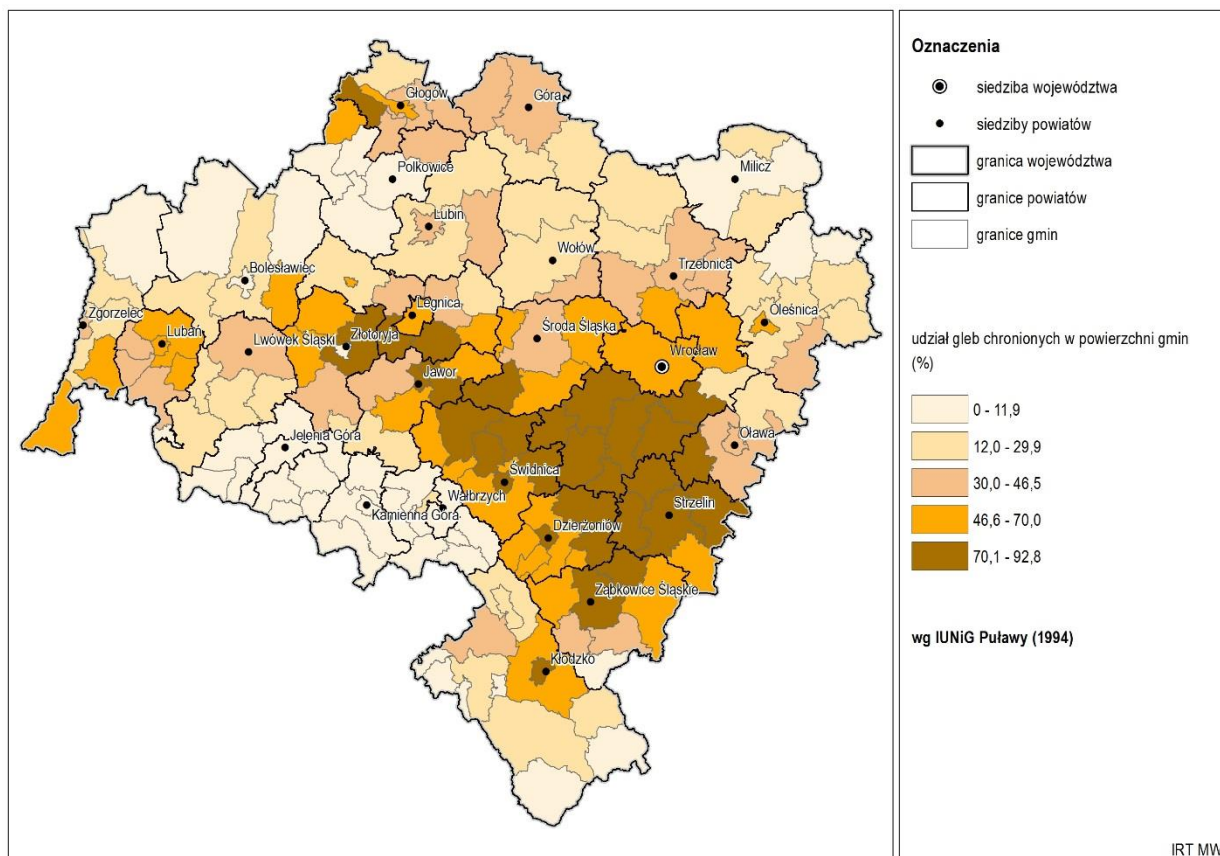 Głogów
Góra
Polkowice
Milicz
Lubin
Wołów
Trzebnica
Bolesławiec
Legnica
Oleśnica
Zgorzelec
Lubań
Lwówek Śląski
Złotoryja
Środa Śląska
Wrocław
Jawor
Jelenia Góra
Oława
Świdnica
Wałbrzych
Kamienna Góra
Strzelin
Dzierżoniów
Ząbkowice Śląskie
Kłodzko
Oznaczenia
siedziba województwa
siedziby powiatów
granica województwa
granice powiatów
granice gmin
udział gleb chronionych w powierzchni gmin
(%)
0 - 11,9
12,0 - 29,9
30,0 - 46,5
46,6 - 70,0
70,1 - 92,8
wg IUNiG Puławy (1994)
IRT MW